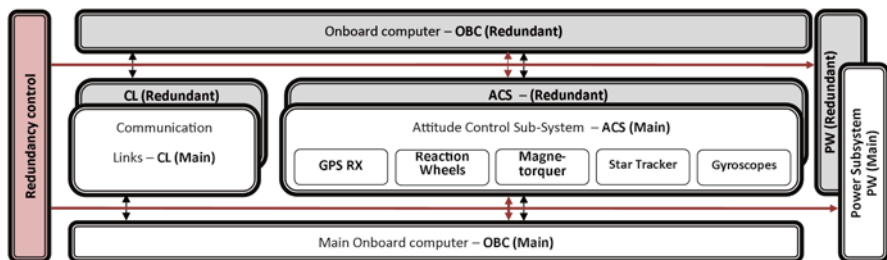 Onboard computer – OBC (Redundant)
Redundancy control
CL (Redundant)
Communication
Links – CL (Main)
ACS – (Redundant)
Attitude Control Sub-System – ACS (Main)
GPS RX
Reaction
Wheels
Magne-
torquer
Star Tracker
Gyroscopes
PW (Redundant)
Power Subsystem
PW (Main)
Main Onboard computer – OBC (Main)